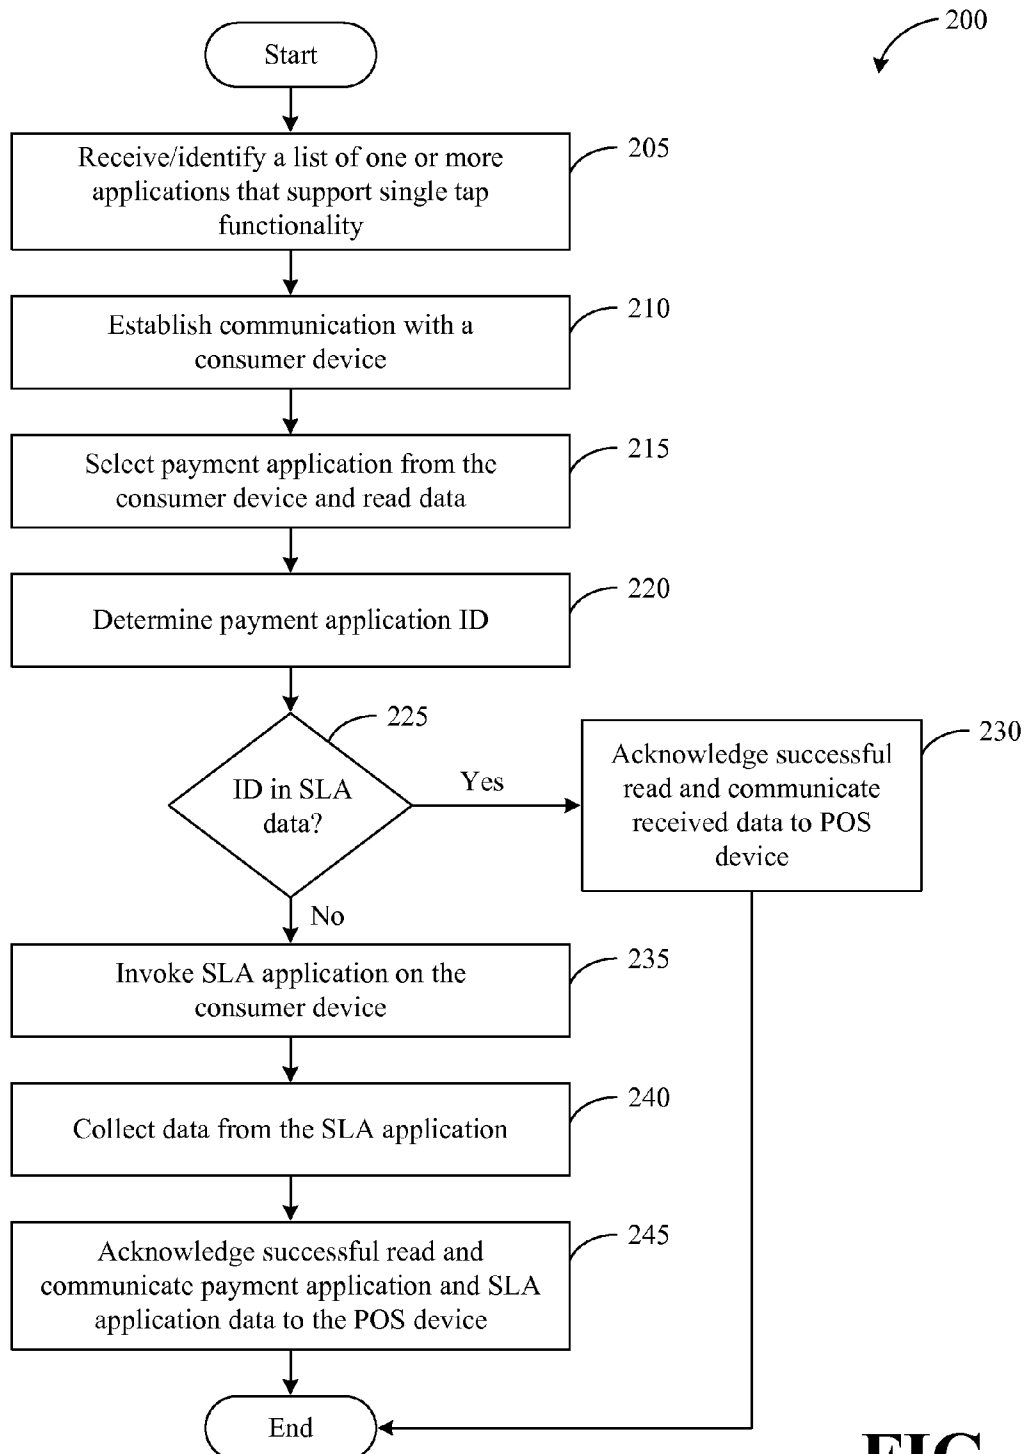 200
Start
Receive/identify a list of one or more
applications that support single tap
functionality
205
Establish communication with a
consumer device
210
Select payment application from the
consumer device and read data
215
Determine payment application ID
220
225
ID in SLA
data?
Yes
No
Acknowledge successful
read and communicate
received data to POS
device
230
Invoke SLA application on the
consumer device
235
Collect data from the SLA application
240
Acknowledge successful read and
communicate payment application and SLA
application data to the POS device
245
End
FIG